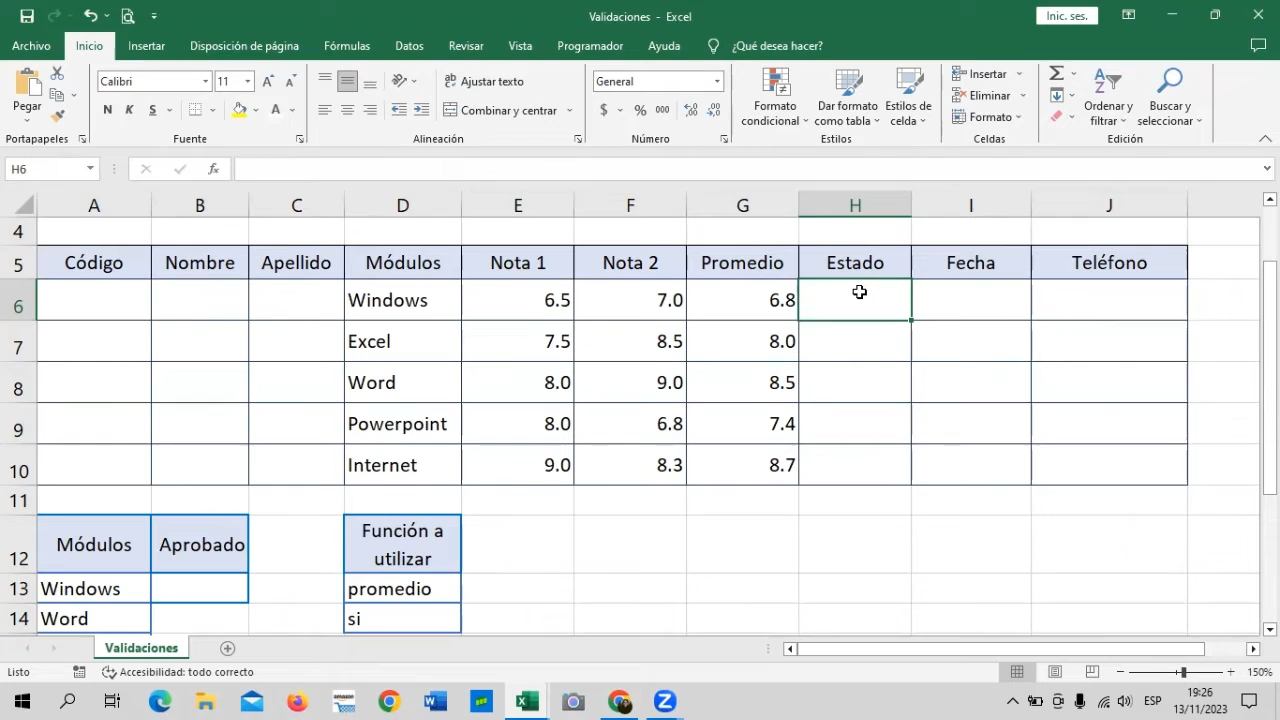 Validaciones - Excel
Inic. ses.
Archivo Inicio Insertar Disposición de página Fórmulas Datos Revisar Vista Programador Ayuda ¿Qué desea hacer?
Pegar
Calibri 11
Ajustar texto
General
Insertar
N K S
Combinar y centrar
$ % 000
Formato condicional
Dar formato como tabla
Estilos de celda
Eliminar
Formato
Ordenar y filtrar
Buscar y seleccionar
Portapapeles Fuente Alineación Número Estilos Celdas Edición
H6 fx
A B C D E F G H I J
4
5 Código Nombre Apellido Módulos Nota 1 Nota 2 Promedio Estado Fecha Teléfono
6 Windows 6.5 7.0 6.8
7 Excel 7.5 8.5 8.0
8 Word 8.0 9.0 8.5
9 Powerpoint 8.0 6.8 7.4
10 Internet 9.0 8.3 8.7
11
12 Módulos Aprobado Función a
utilizar
13 Windows promedio
14 Word si
Validaciones
Listo Accesibilidad: todo correcto 150%
ESP 19:26
13/11/2023